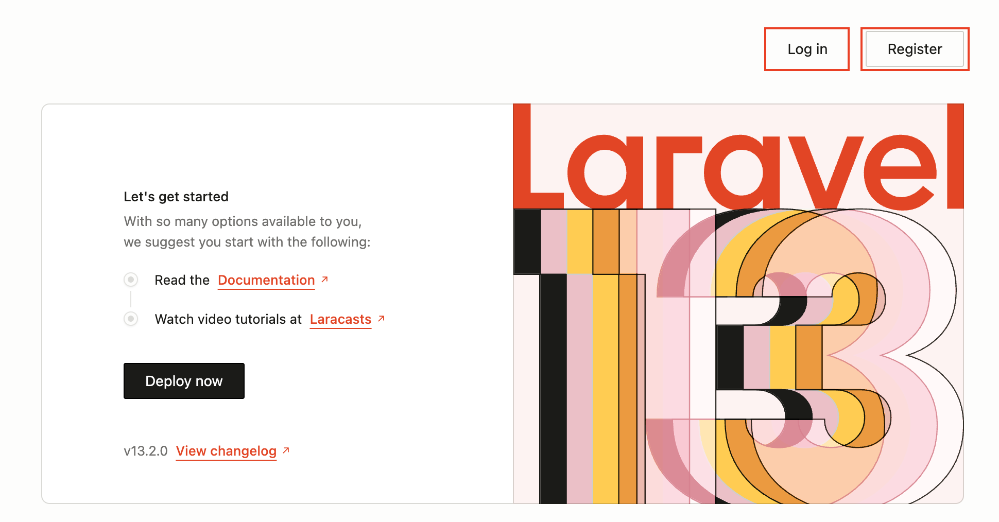 Log in
Register
Laravel
13
Let's get started
With so many options available to you,
we suggest you start with the following:
Read the Documentation ↗
Watch video tutorials at Laracasts ↗
Deploy now
v13.2.0 View changelog ↗